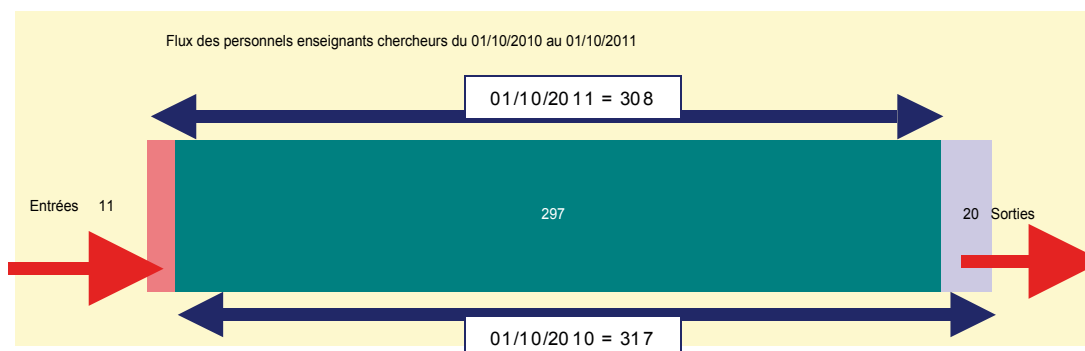 Flux des personnels enseignants chercheurs du 01/10/2010 au 01/10/2011
01/10/2011 = 308
Entrées 11
297
20 Sorties
01/10/2010 = 317